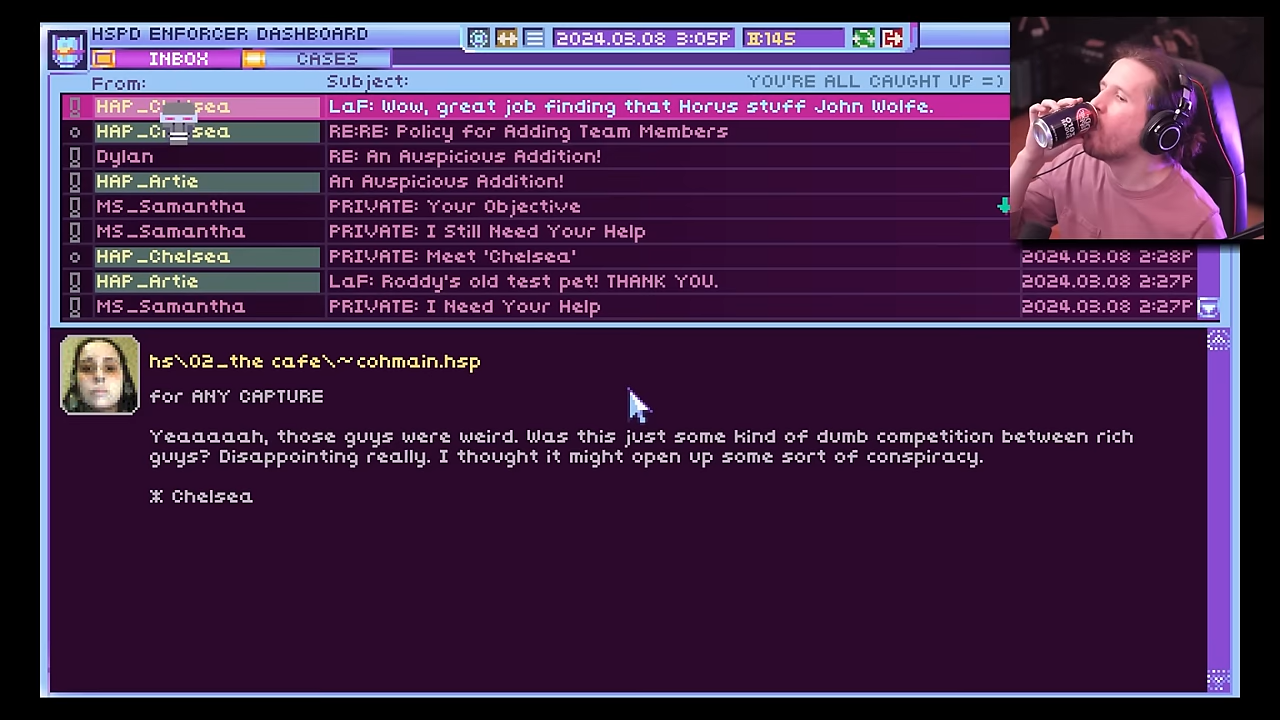 HSPD ENFORCER DASHBOARD
2024.03.08 3:05P
145
INBOX
CASES
From:
Subject:
YOU'RE ALL CAUGHT UP =)
LaF: Wow, great job finding that Horus stuff John Wolfe.
RE:RE: Policy for Adding Team Members
Dylan RE: An Auspicious Addition!
HAP_Artie An Auspicious Addition!
MS_Samantha PRIVATE: Your Objective
MS_Samantha PRIVATE: I Still Need Your Help
HAP_Chelsea PRIVATE: Meet 'Chelsea' 2024.03.08 2:28P
HAP_Artie LaF: Roddy's old test pet! THANK YOU. 2024.03.08 2:27P
MS_Samantha PRIVATE: I Need Your Help 2024.03.08 2:27P
hs\02_the cafe\~cohmain.hsp
for ANY CAPTURE
Yeaaaaah, those guys were weird. Was this just some kind of dumb competition between rich
guys? Disappointing really. I thought it might open up some sort of conspiracy.
* Chelsea